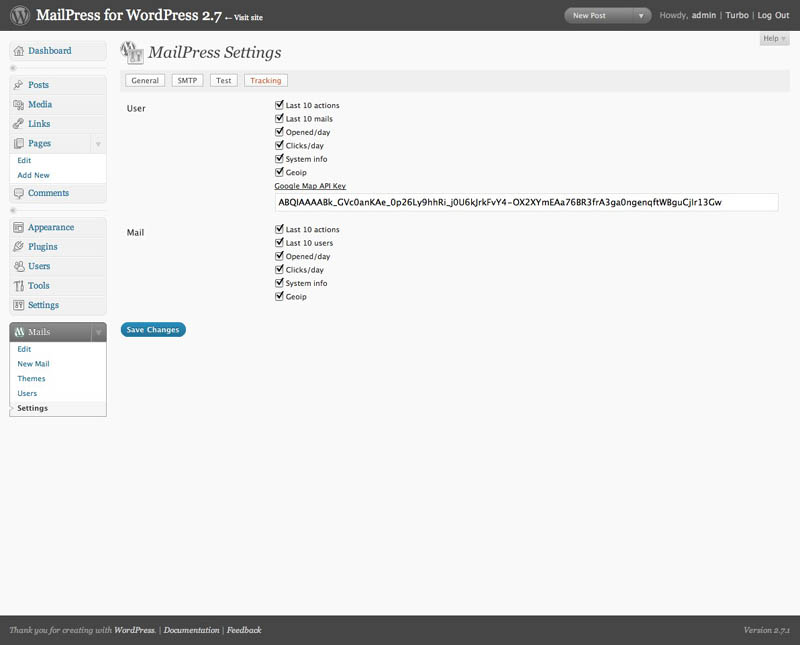 MailPress for WordPress 2.7 ← Visit site
New Post
Howdy, admin | Turbo | Log Out
Help
Dashboard
Posts
Media
Links
Pages
Edit
Add New
Comments
Appearance
Plugins
Users
Tools
Settings
Mails
Edit
New Mail
Themes
Users
Settings
MailPress Settings
General
SMTP
Test
Tracking
User
Last 10 actions
Last 10 mails
Opened/day
Clicks/day
System info
Geoip
Google Map API Key
ABQIAAAABk_GVc0anKAe_0p26Ly9hhRi_j0U6kJrkFvY4-OX2XYmEAa76BR3frA3ga0ngenqftWBguCjlr13Gw
Mail
Last 10 actions
Last 10 users
Opened/day
Clicks/day
System info
Geoip
Save Changes
Thank you for creating with WordPress. | Documentation | Feedback
Version 2.7.1